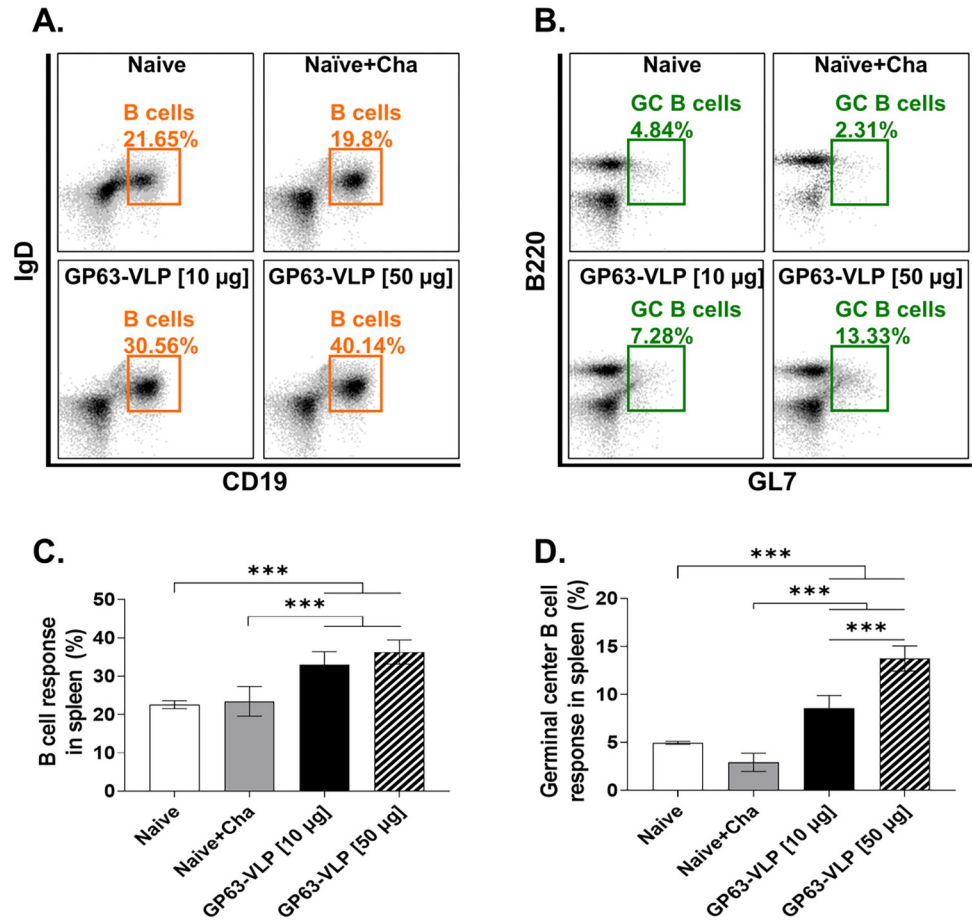 A.
Naive
Naïve+Cha
B cells
21.65%
B cells
19.8%
GP63-VLP [10 µg]
GP63-VLP [50 µg]
B cells
30.56%
B cells
40.14%
IgD
CD19
B.
Naive
Naïve+Cha
GC B cells
4.84%
GC B cells
2.31%
GP63-VLP [10 µg]
GP63-VLP [50 µg]
GC B cells
7.28%
GC B cells
13.33%
B220
GL7
C.
B cell response
in spleen (%)
50
40
30
20
10
0
***
***
Naive
Naive+Cha
GP63-VLP [10 µg]
GP63-VLP [50 µg]
D.
Germinal center B cell
response in spleen (%)
20
15
10
5
0
***
***
***
Naive
Naive+Cha
GP63-VLP [10 µg]
GP63-VLP [50 µg]